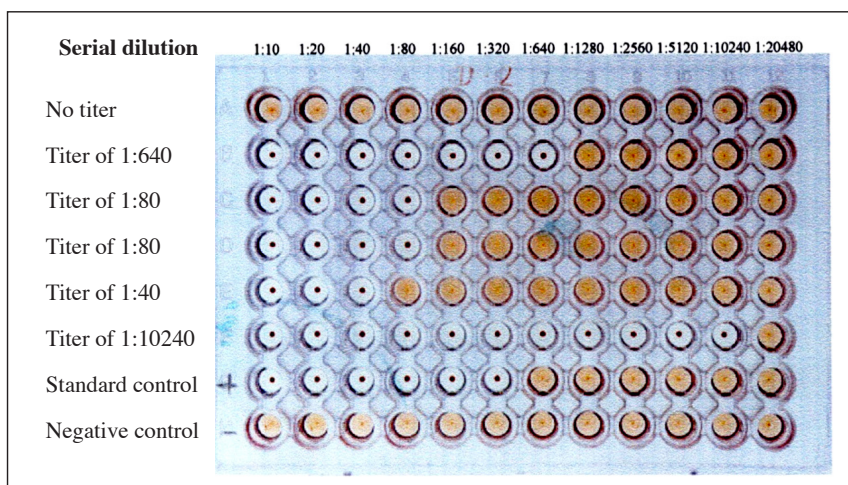 Serial dilution 1:10 1:20 1:40 1:80 1:160 1:320 1:640 1:1280 1:2560 1:5120 1:10240 1:20480
No titer
Titer of 1:640
Titer of 1:80
Titer of 1:80
Titer of 1:40
Titer of 1:10240
Standard control +
Negative control -